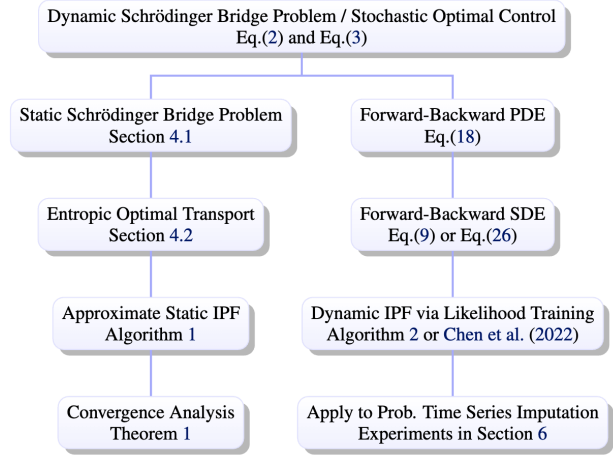 Dynamic Schrödinger Bridge Problem / Stochastic Optimal Control
Eq.(2) and Eq.(3)
Static Schrödinger Bridge Problem
Section 4.1
Forward-Backward PDE
Eq.(18)
Entropic Optimal Transport
Section 4.2
Forward-Backward SDE
Eq.(9) or Eq.(26)
Approximate Static IPF
Algorithm 1
Dynamic IPF via Likelihood Training
Algorithm 2 or Chen et al. (2022)
Convergence Analysis
Theorem 1
Apply to Prob. Time Series Imputation
Experiments in Section 6